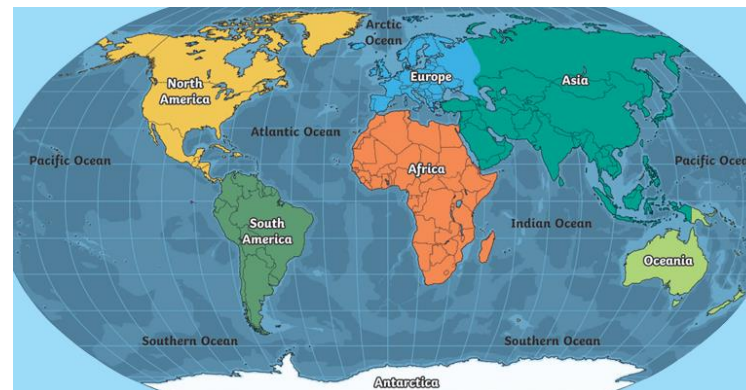 Arctic
Ocean
North
America
Europe
Asia
Atlantic Ocean
Pacific Ocean
Africa
Pacific Ocea
South
America
Indian Ocean
Oceania
Southern Ocean
Southern Ocean
Antarctica